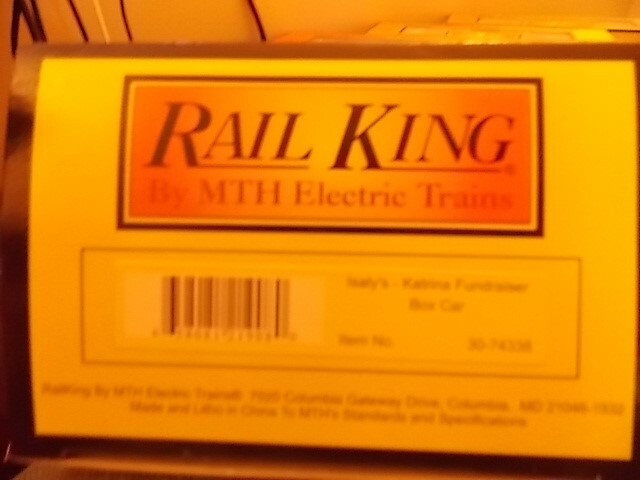 RAIL KING®
By MTH Electric Trains
Isaly's - Katrina Fundraiser
Box Car
Item No. 30-74338
RailKing By MTH Electric Trains® 7020 Columbia Gateway Drive, Columbia, MD 21046-1532
Made and Litho in China To MTH's Standards and Specifications